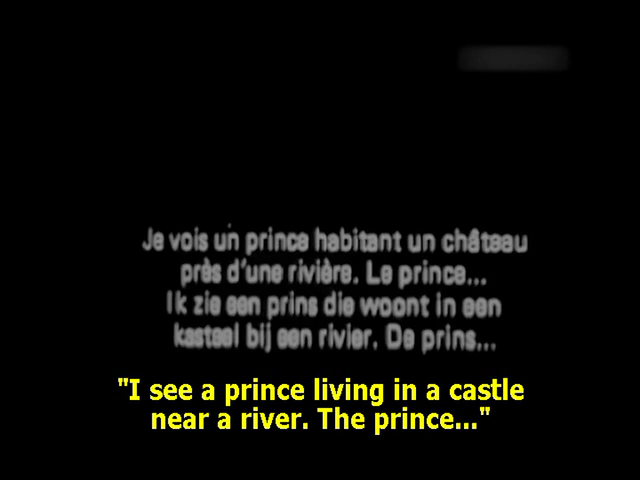 Je vois un prince habitant un château
près d'une rivière. Le prince...
Ik zie een prins die woont in een
kasteel bij een rivier. De prins...
"I see a prince living in a castle
near a river. The prince..."